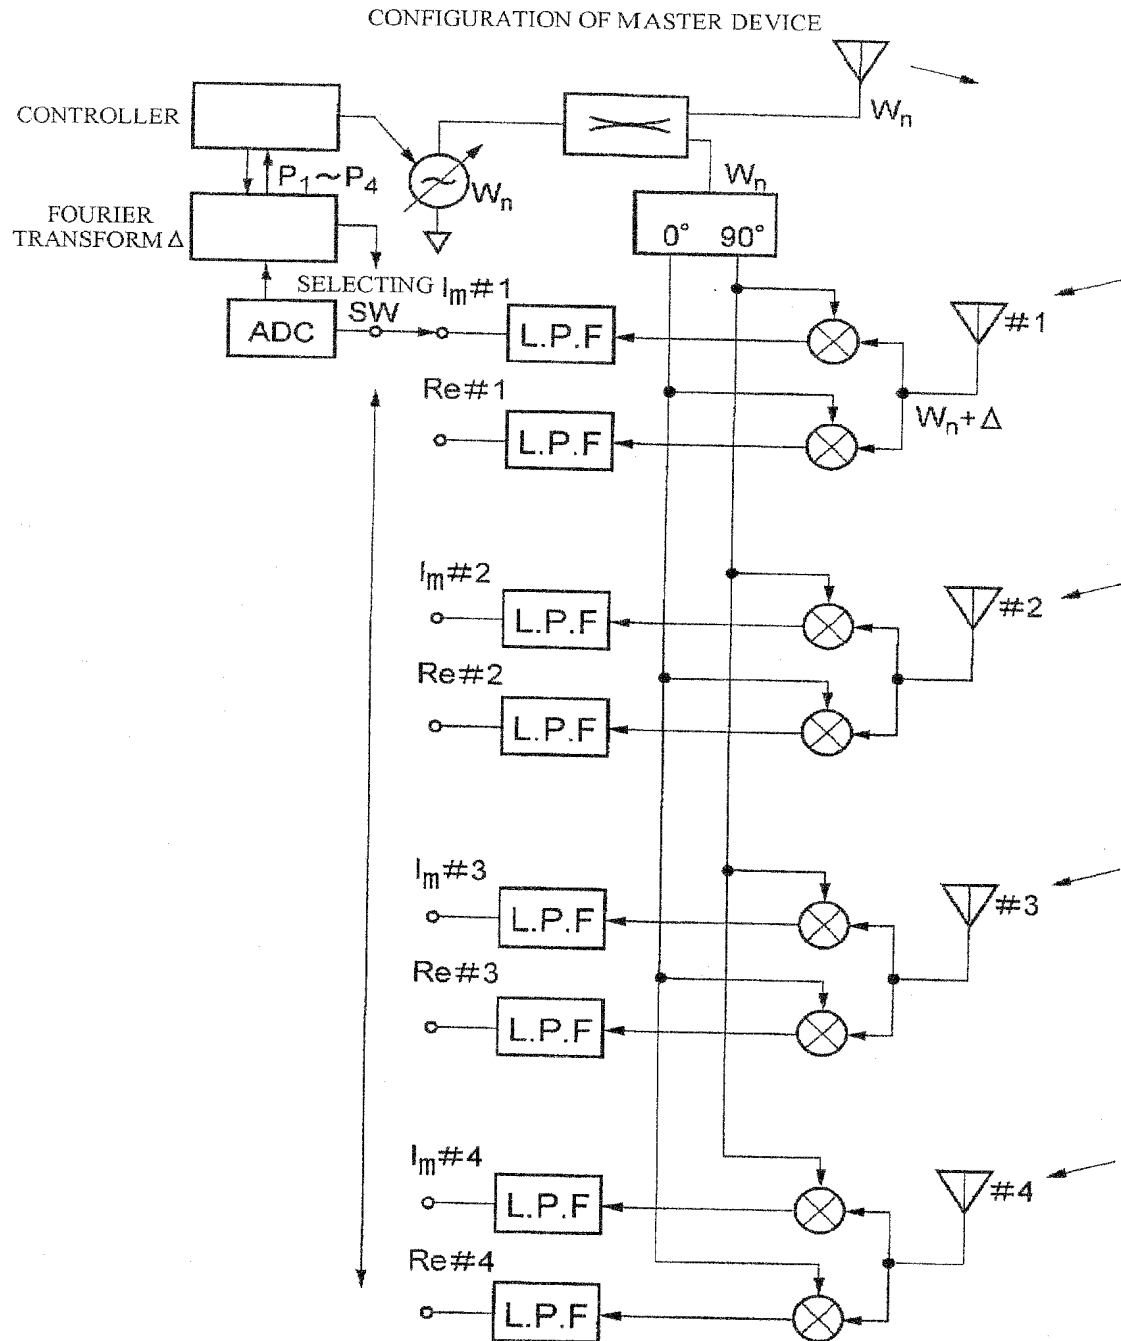 CONFIGURATION OF MASTER DEVICE
Wn
CONTROLLER
P1~P4
Wn
Wn
FOURIER
TRANSFORM Δ
0° 90°
SELECTING
SW
Im#1
ADC
L.P.F
#1
Re#1
Wn+Δ
L.P.F
Im#2
L.P.F
#2
Re#2
L.P.F
Im#3
L.P.F
#3
Re#3
L.P.F
Im#4
L.P.F
#4
Re#4
L.P.F